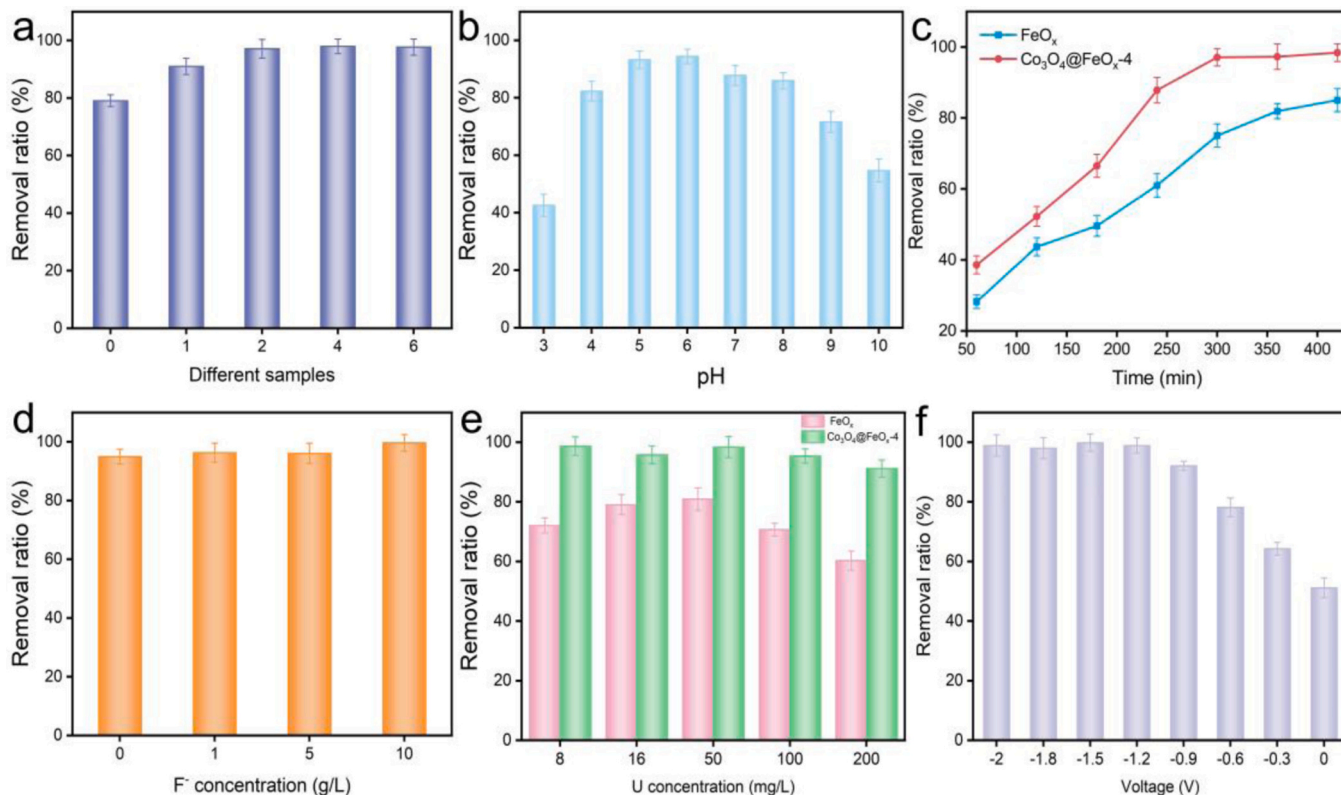 a
Removal ratio (%)
100
80
60
40
20
0
0 1 2 4 6
Different samples
b
Removal ratio (%)
100
80
60
40
20
0
3 4 5 6 7 8 9 10
pH
c
FeOₓ
Co₃O₄@FeOₓ-4
Removal ratio (%)
100
80
60
40
20
50 100 150 200 250 300 350 400
Time (min)
d
Removal ratio (%)
100
80
60
40
20
0
0 1 5 10
F⁻ concentration (g/L)
e
FeOₓ
Co₃O₄@FeOₓ-4
Removal ratio (%)
100
80
60
40
20
0
8 16 50 100 200
U concentration (mg/L)
f
Removal ratio (%)
100
80
60
40
20
0
-2 -1.8 -1.5 -1.2 -0.9 -0.6 -0.3 0
Voltage (V)